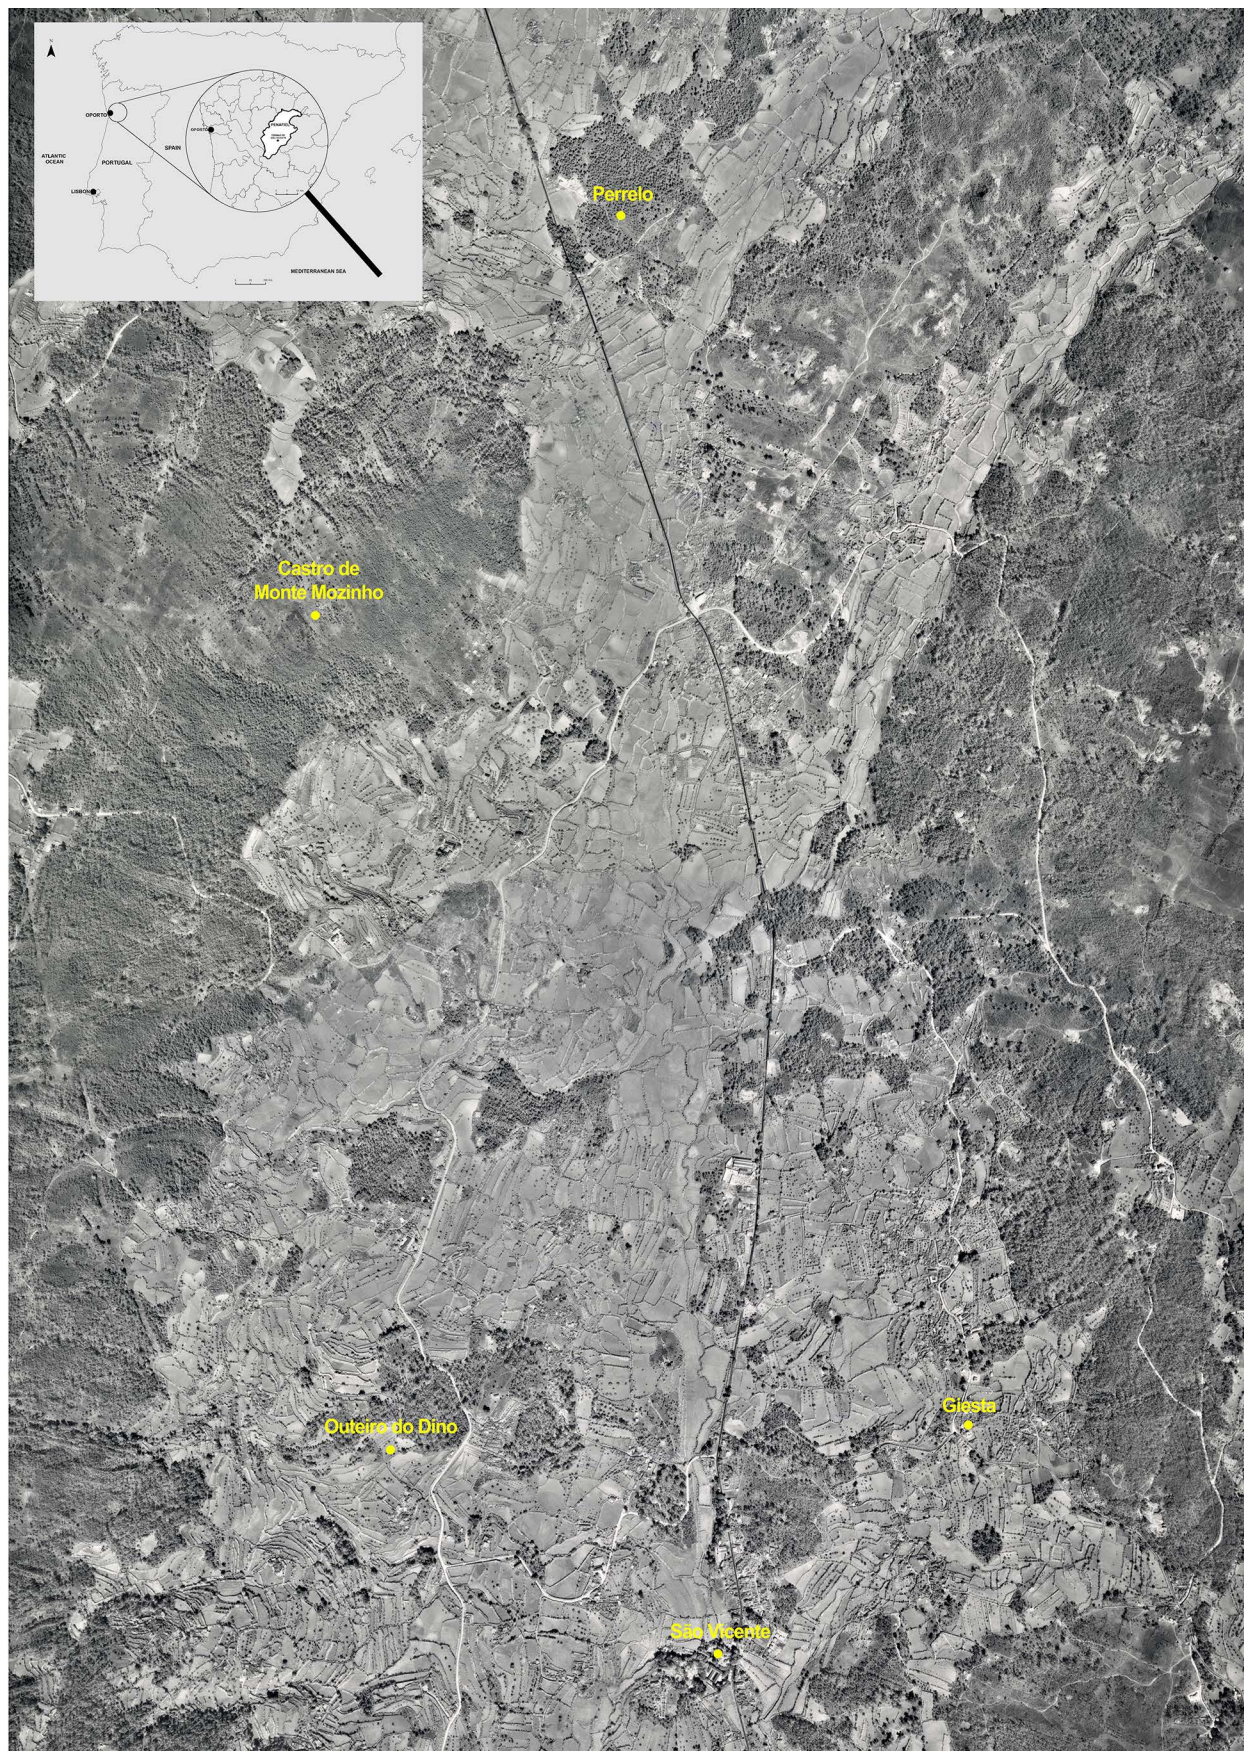 N
OPORTO
OPORTO
PENAFIEL
ATLANTIC
OCEAN
PORTUGAL
SPAIN
LISBON
MEDITERRANEAN SEA
Perrelo
Castro de
Monte Mozinho
Outeiro do Dino
Giesta
São Vicente